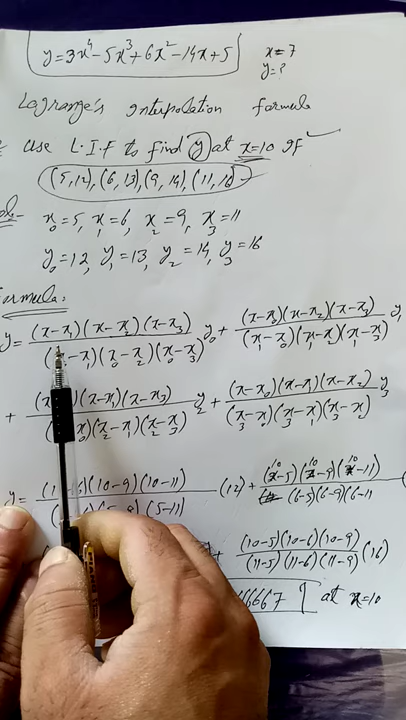 y=3x⁴-5x³+6x²-14x+5 x=7
y=?
Lagrange's interpolation formula
use L.I.F to find y at x=10 if
(5,12),(6,13),(9,14),(11,16)
x₀=5, x₁=6, x₂=9, x₃=11
y₀=12, y₁=13, y₂=14, y₃=16
Formula:
y= (x-x₁)(x-x₂)(x-x₃) y₀ + (x-x₀)(x-x₂)(x-x₃) y₁
-x₁)(x₀-x₂)(x₀-x₃) (x₁-x₀)(x₁-x₂)(x₁-x₃)
+ )(x-x₁)(x-x₃) y₂ + (x-x₀)(x-x₁)(x-x₂) y₃
)(x₂-x₁)(x₂-x₃) (x₃-x₀)(x₃-x₁)(x₃-x₂)
y= )(10-9)(10-11) (12) + (10-5)(10-9)(10-11)
(5-11) (6-5)(6-9)(6-11
+ (10-5)(10-6)(10-9) (16)
(11-5)(11-6)(11-9)
6667 at x=10